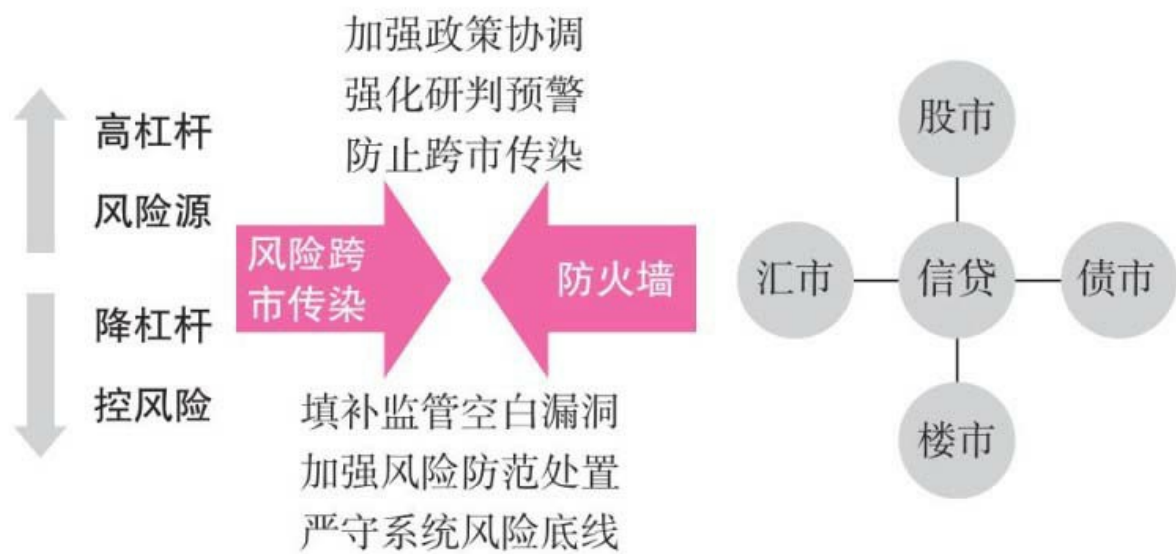 加强政策协调
强化研判预警
防止跨市传染
高杠杆
风险源
降杠杆
控风险
风险跨
市传染
防火墙
填补监管空白漏洞
加强风险防范处置
严守系统风险底线
股市
汇市
信贷
债市
楼市